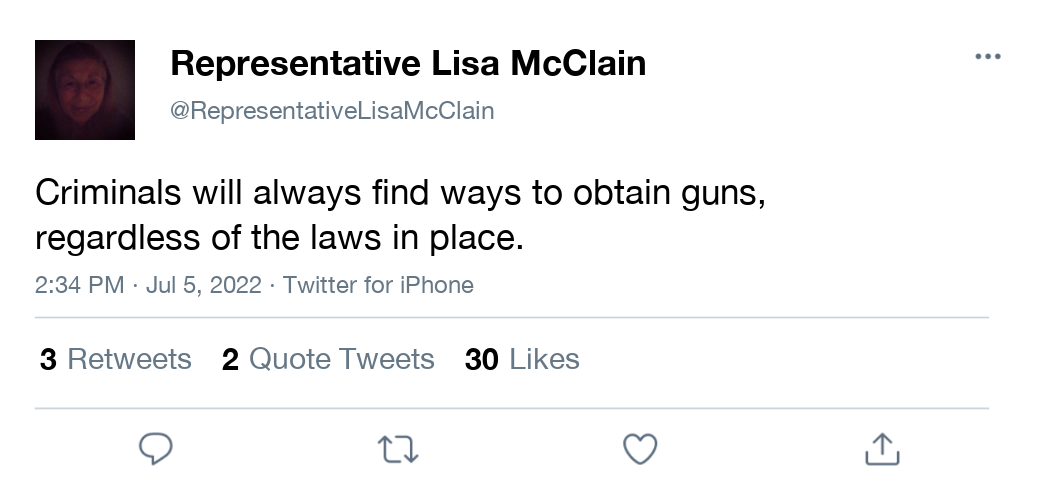 Representative Lisa McClain
@RepresentativeLisaMcClain
Criminals will always find ways to obtain guns,
regardless of the laws in place.
2:34 PM · Jul 5, 2022 · Twitter for iPhone
3 Retweets 2 Quote Tweets 30 Likes